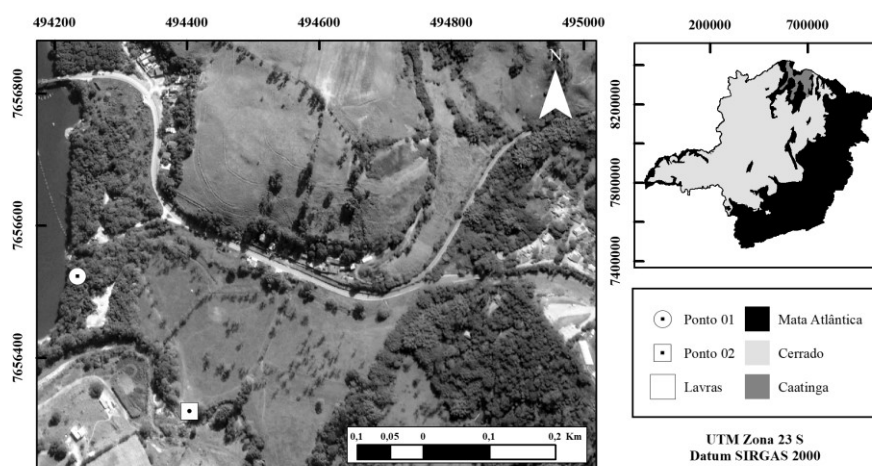 494200 494400 494600 494800 495000
7656800
7656600
7656400
N
0,1 0,05 0 0,1 0,2 Km
200000 700000
8200000
7800000
7400000
Ponto 01 Mata Atlântica
Ponto 02 Cerrado
Lavras Caatinga
UTM Zona 23 S
Datum SIRGAS 2000